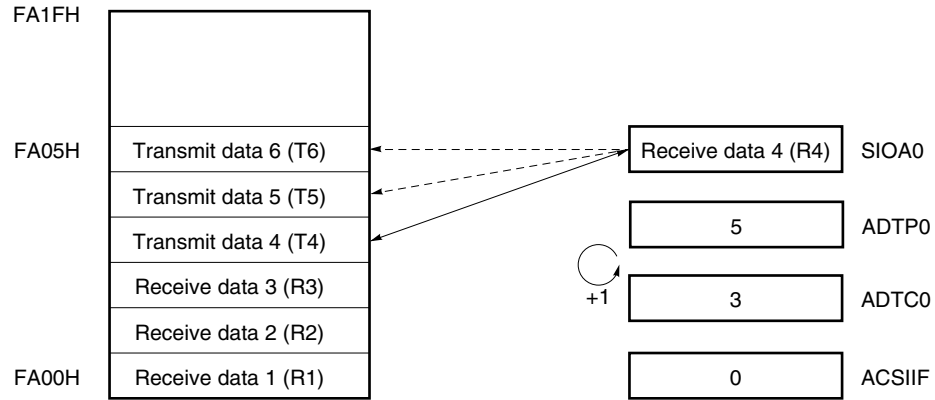 FA1FH
FA05H
Transmit data 6 (T6)
Receive data 4 (R4)
SIOA0
Transmit data 5 (T5)
5
ADTP0
Transmit data 4 (T4)
Receive data 3 (R3)
+1
3
ADTC0
Receive data 2 (R2)
FA00H
Receive data 1 (R1)
0
ACSIIF